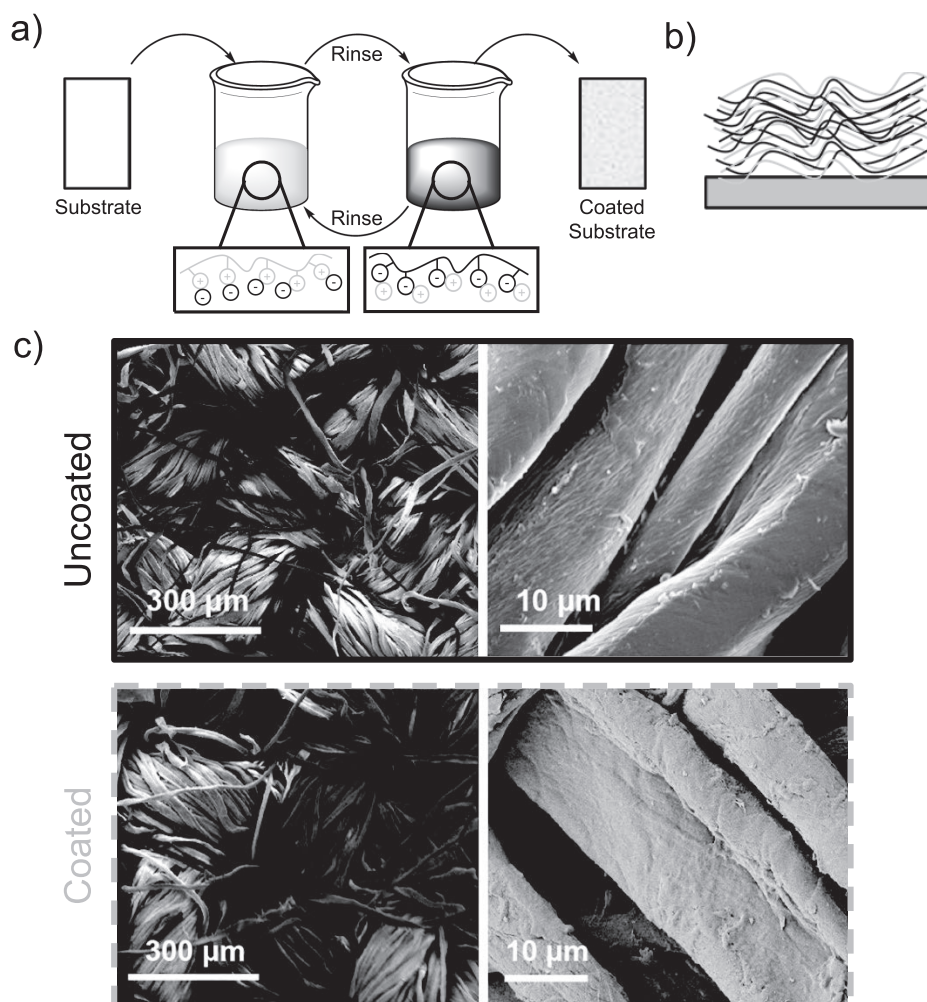 a)
b)
Rinse
Rinse
Substrate
Coated
Substrate
+ + + + +
- - - - -
- - - - -
+ + + + +
c)
Uncoated
300 µm
10 µm
Coated
300 µm
10 µm